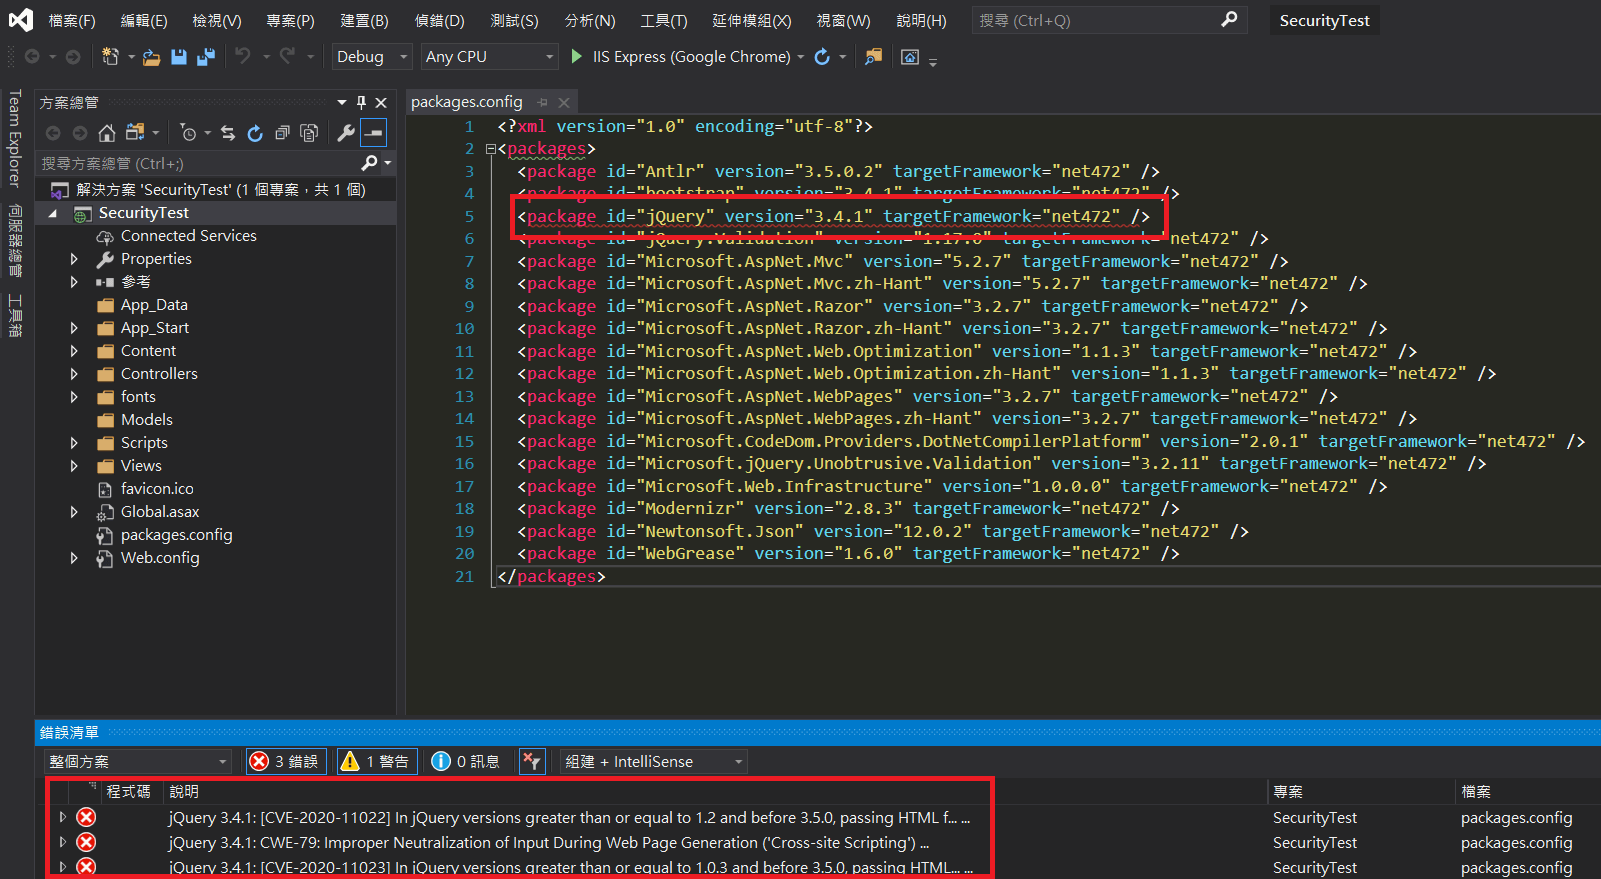 檔案(F) 編輯(E) 檢視(V) 專案(P) 建置(B) 偵錯(D) 測試(S) 分析(N) 工具(T) 延伸模組(X) 視窗(W) 說明(H) 搜尋 (Ctrl+Q) SecurityTest
Debug Any CPU IIS Express (Google Chrome)
Team Explorer
伺服器總管
工具箱
方案總管
搜尋方案總管 (Ctrl+;)
解決方案 'SecurityTest' (1 個專案，共 1 個)
SecurityTest
Connected Services
Properties
參考
App_Data
App_Start
Content
Controllers
fonts
Models
Scripts
Views
favicon.ico
Global.asax
packages.config
Web.config
packages.config
1 <?xml version="1.0" encoding="utf-8"?>
2 <packages>
3 <package id="Antlr" version="3.5.0.2" targetFramework="net472" />
4 <package id="bootstrap" version="3.4.1" targetFramework="net472" />
5 <package id="jQuery" version="3.4.1" targetFramework="net472" />
6 <package id="jQuery.Validation" version="1.17.0" targetFramework="net472" />
7 <package id="Microsoft.AspNet.Mvc" version="5.2.7" targetFramework="net472" />
8 <package id="Microsoft.AspNet.Mvc.zh-Hant" version="5.2.7" targetFramework="net472" />
9 <package id="Microsoft.AspNet.Razor" version="3.2.7" targetFramework="net472" />
10 <package id="Microsoft.AspNet.Razor.zh-Hant" version="3.2.7" targetFramework="net472" />
11 <package id="Microsoft.AspNet.Web.Optimization" version="1.1.3" targetFramework="net472" />
12 <package id="Microsoft.AspNet.Web.Optimization.zh-Hant" version="1.1.3" targetFramework="net472" />
13 <package id="Microsoft.AspNet.WebPages" version="3.2.7" targetFramework="net472" />
14 <package id="Microsoft.AspNet.WebPages.zh-Hant" version="3.2.7" targetFramework="net472" />
15 <package id="Microsoft.CodeDom.Providers.DotNetCompilerPlatform" version="2.0.1" targetFramework="net472" />
16 <package id="Microsoft.jQuery.Unobtrusive.Validation" version="3.2.11" targetFramework="net472" />
17 <package id="Microsoft.Web.Infrastructure" version="1.0.0.0" targetFramework="net472" />
18 <package id="Modernizr" version="2.8.3" targetFramework="net472" />
19 <package id="Newtonsoft.Json" version="12.0.2" targetFramework="net472" />
20 <package id="WebGrease" version="1.6.0" targetFramework="net472" />
21 </packages>
錯誤清單
整個方案 3 錯誤 1 警告 0 訊息 組建 + IntelliSense
程式碼 說明 專案 檔案
jQuery 3.4.1: [CVE-2020-11022] In jQuery versions greater than or equal to 1.2 and before 3.5.0, passing HTML f... ... SecurityTest packages.config
jQuery 3.4.1: CWE-79: Improper Neutralization of Input During Web Page Generation ('Cross-site Scripting') ... SecurityTest packages.config
jQuery 3.4.1: [CVE-2020-11023] In jQuery versions greater than or equal to 1.0.3 and before 3.5.0, passing HTML... ... SecurityTest packages.config